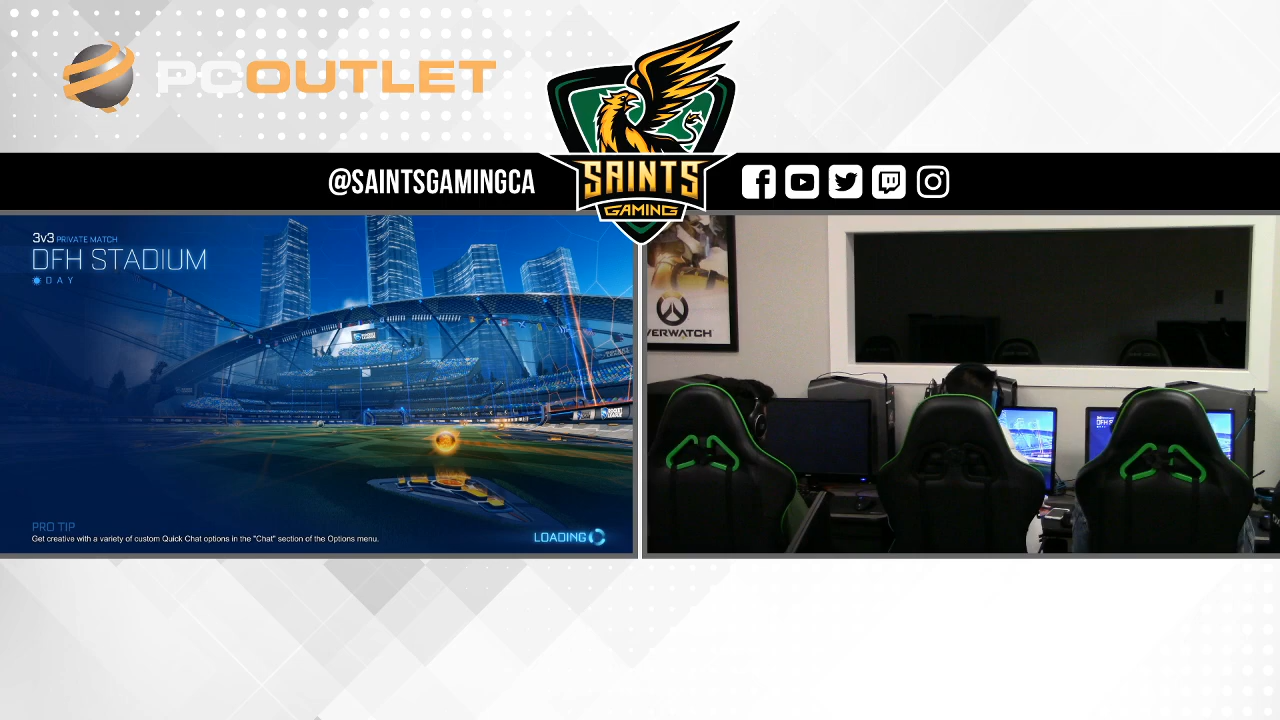 PCOUTLET
@SAINTSGAMINGCA
SAINTS
GAMING
3v3 PRIVATE MATCH
DFH STADIUM
DAY
PRO TIP
Get creative with a variety of custom Quick Chat options in the "Chat" section of the Options menu.
LOADING
VERWATCH